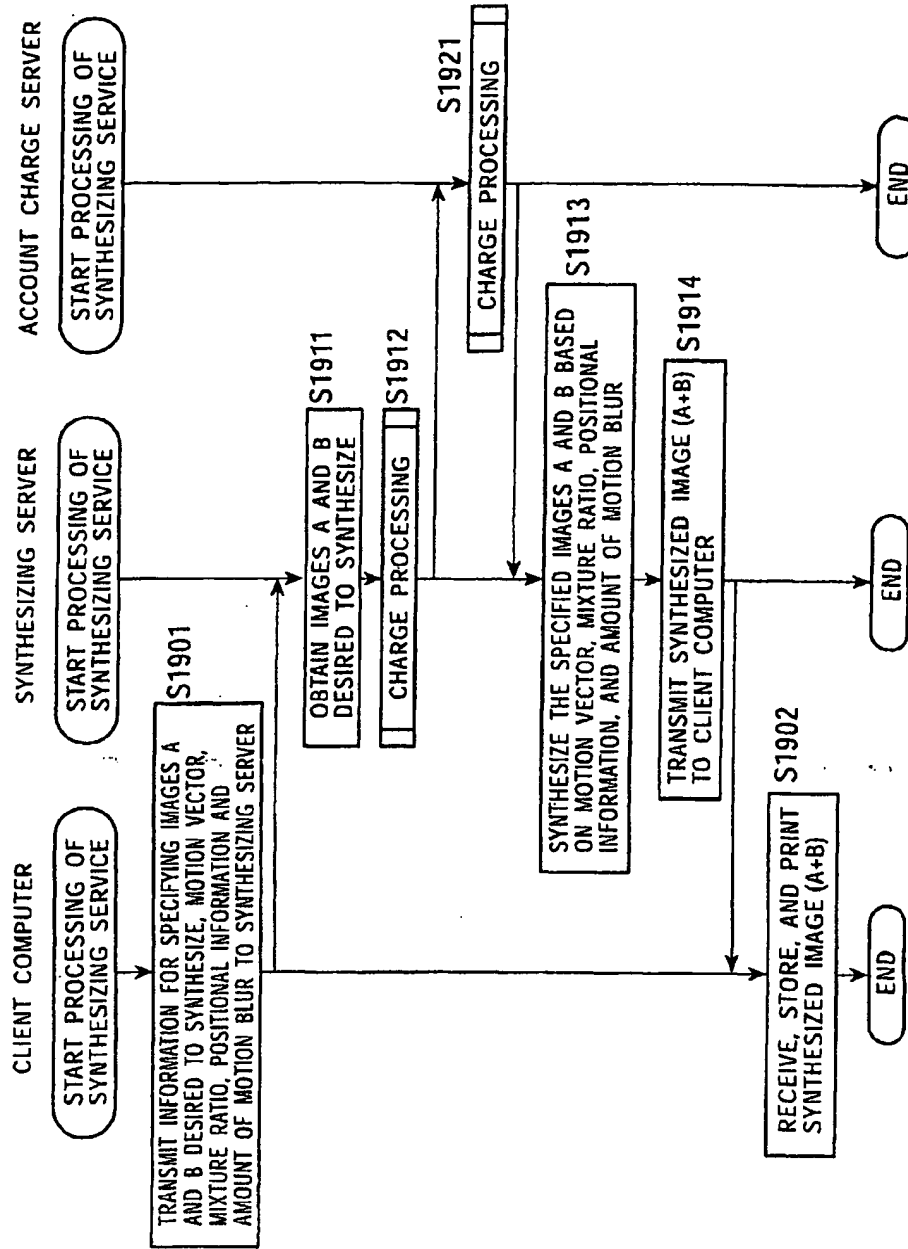 CLIENT COMPUTER
START PROCESSING OF
SYNTHESIZING SERVICE
S1901
TRANSMIT INFORMATION FOR SPECIFYING IMAGES A
AND B DESIRED TO SYNTHESIZE, MOTION VECTOR,
MIXTURE RATIO, POSITIONAL INFORMATION AND
AMOUNT OF MOTION BLUR TO SYNTHESIZING SERVER
S1902
RECEIVE, STORE, AND PRINT
SYNTHESIZED IMAGE (A+B)
END
SYNTHESIZING SERVER
START PROCESSING OF
SYNTHESIZING SERVICE
S1911
OBTAIN IMAGES A AND B
DESIRED TO SYNTHESIZE
S1912
CHARGE PROCESSING
S1913
SYNTHESIZE THE SPECIFIED IMAGES A AND B BASED
ON MOTION VECTOR, MIXTURE RATIO, POSITIONAL
INFORMATION, AND AMOUNT OF MOTION BLUR
S1914
TRANSMIT SYNTHESIZED IMAGE (A+B)
TO CLIENT COMPUTER
END
ACCOUNT CHARGE SERVER
START PROCESSING OF
SYNTHESIZING SERVICE
S1921
CHARGE PROCESSING
END